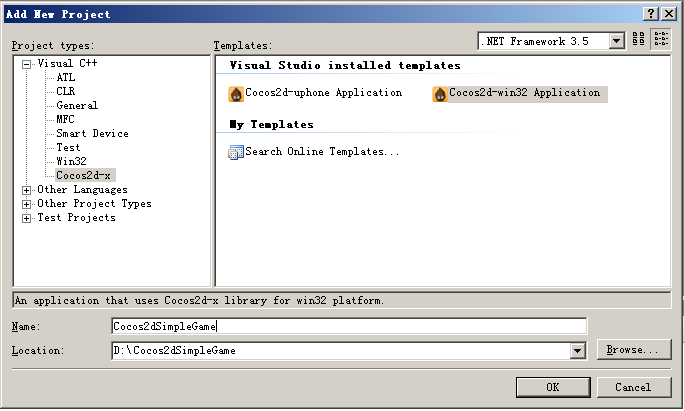 Add New Project
Project types:
Templates:
.NET Framework 3.5
Visual C++
ATL
CLR
General
MFC
Smart Device
Test
Win32
Cocos2d-x
Other Languages
Other Project Types
Test Projects
Visual Studio installed templates
Cocos2d-uphone Application
Cocos2d-win32 Application
My Templates
Search Online Templates...
An application that uses Cocos2d-x library for win32 platform.
Name:
Cocos2dSimpleGame
Location:
D:\Cocos2dSimpleGame
Browse...
OK
Cancel